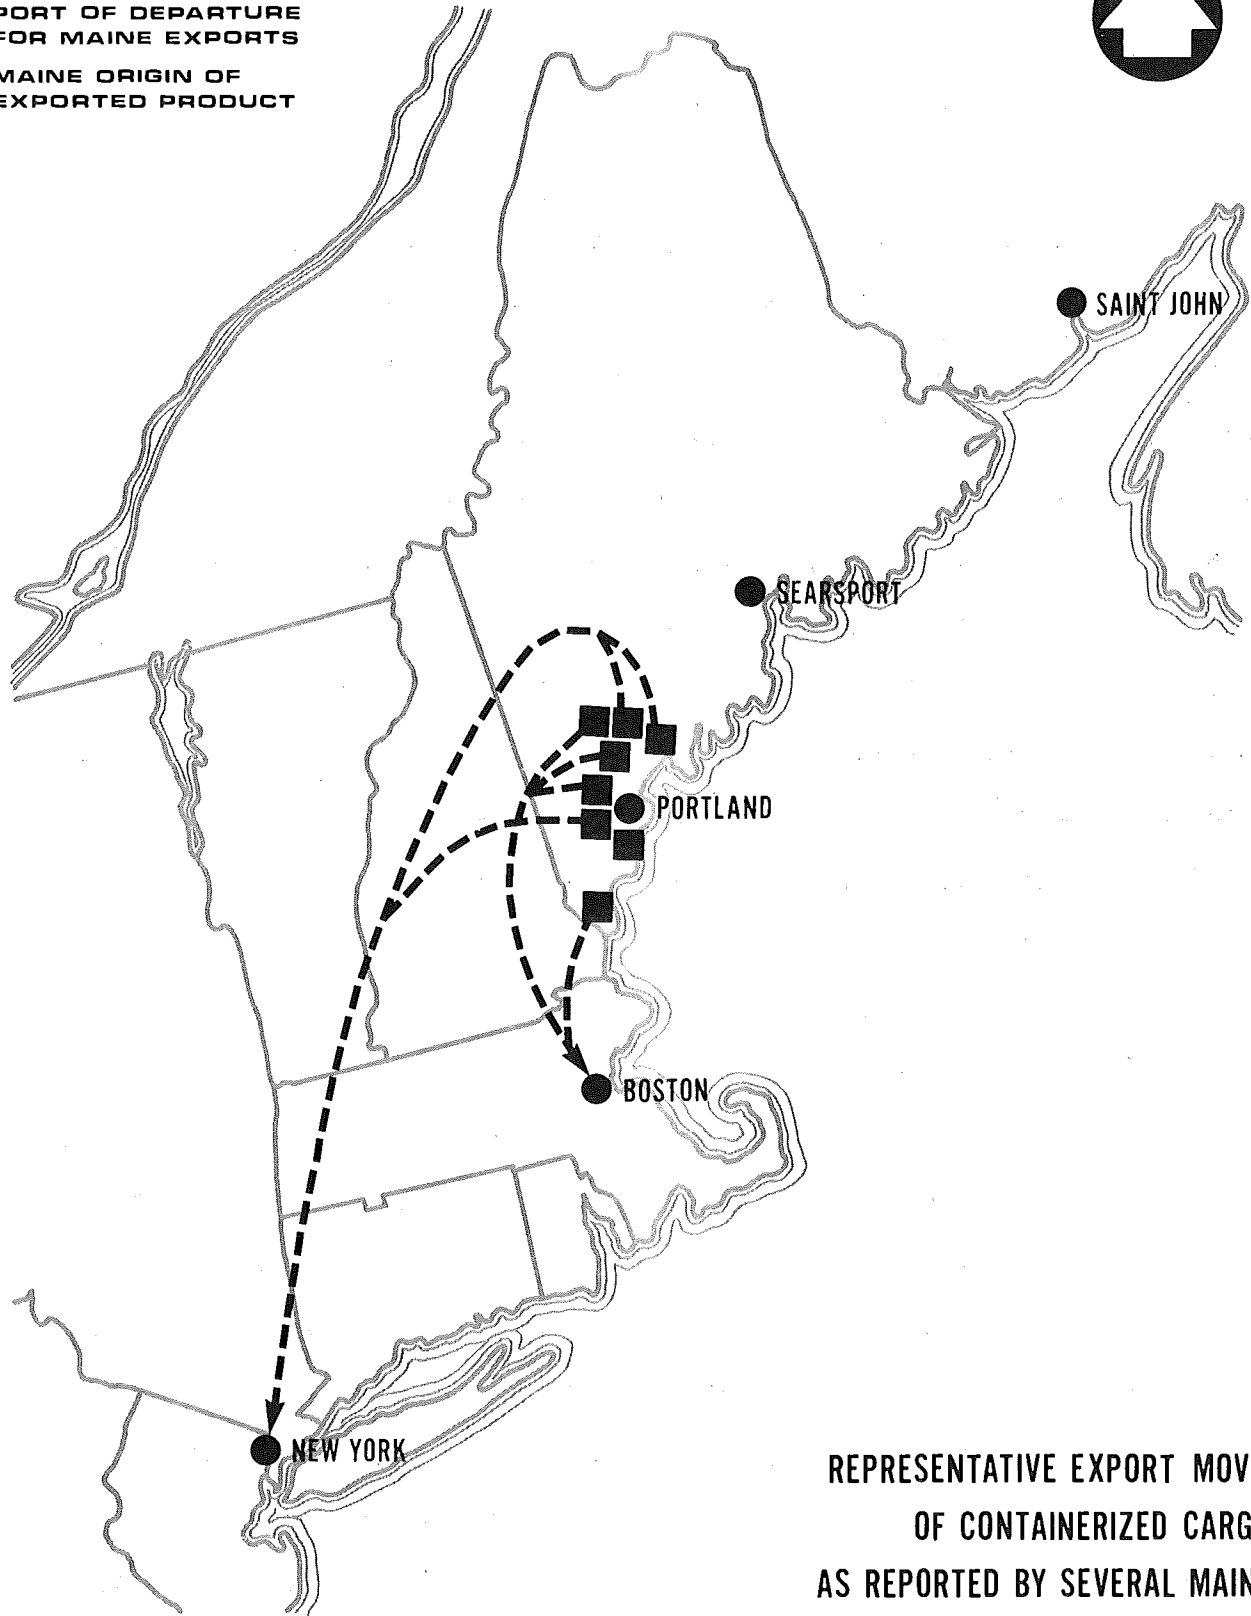 PORT OF DEPARTURE
FOR MAINE EXPORTS
MAINE ORIGIN OF
EXPORTED PRODUCT
SAINT JOHN
SEARSPORT
PORTLAND
BOSTON
NEW YORK
REPRESENTATIVE EXPORT MOV
OF CONTAINERIZED CARG
AS REPORTED BY SEVERAL MAIN